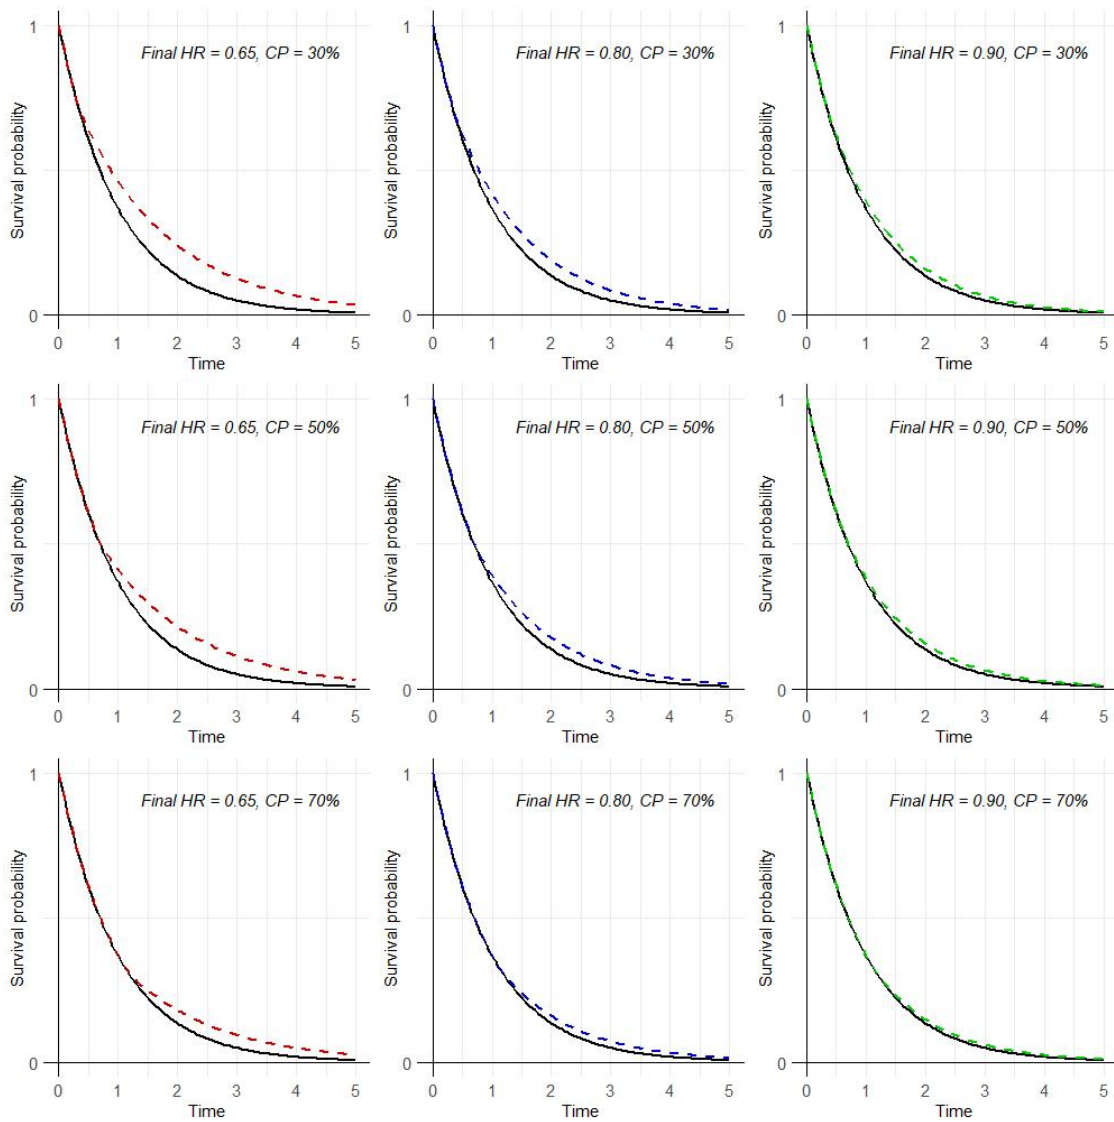 1
Final HR = 0.65, CP = 30%
Survival probability
0
0 1 2 3 4 5
Time
1
Final HR = 0.80, CP = 30%
Survival probability
0
0 1 2 3 4 5
Time
1
Final HR = 0.90, CP = 30%
Survival probability
0
0 1 2 3 4 5
Time
1
Final HR = 0.65, CP = 50%
Survival probability
0
0 1 2 3 4 5
Time
1
Final HR = 0.80, CP = 50%
Survival probability
0
0 1 2 3 4 5
Time
1
Final HR = 0.90, CP = 50%
Survival probability
0
0 1 2 3 4 5
Time
1
Final HR = 0.65, CP = 70%
Survival probability
0
0 1 2 3 4 5
Time
1
Final HR = 0.80, CP = 70%
Survival probability
0
0 1 2 3 4 5
Time
1
Final HR = 0.90, CP = 70%
Survival probability
0
0 1 2 3 4 5
Time